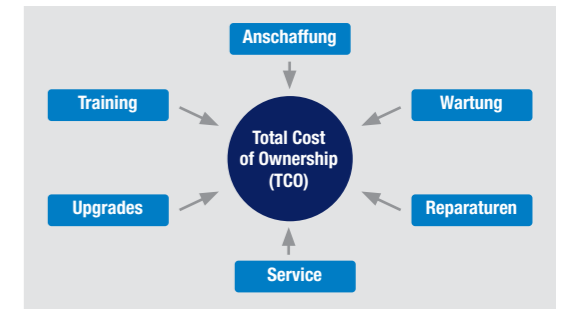 Anschaffung
Training
Wartung
Total Cost
of Ownership
(TCO)
Upgrades
Reparaturen
Service